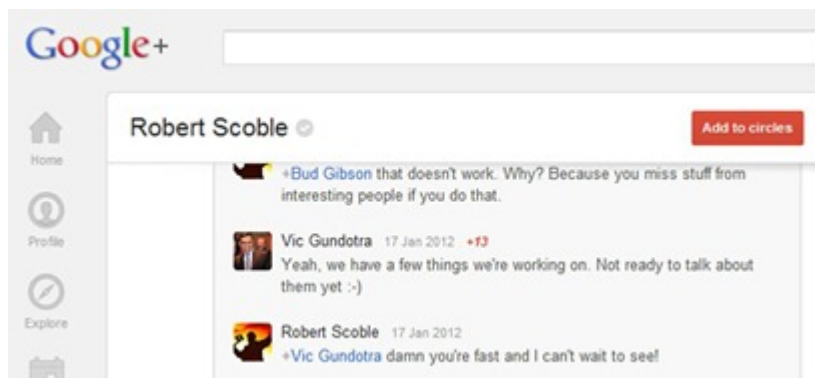 Google+
Robert Scoble
Add to circles
Home
Profile
Explore
+Bud Gibson that doesn't work. Why? Because you miss stuff from
interesting people if you do that.
Vic Gundotra 17 Jan 2012 +13
Yeah, we have a few things we're working on. Not ready to talk about
them yet :-)
Robert Scoble 17 Jan 2012
+Vic Gundotra damn you're fast and I can't wait to see!